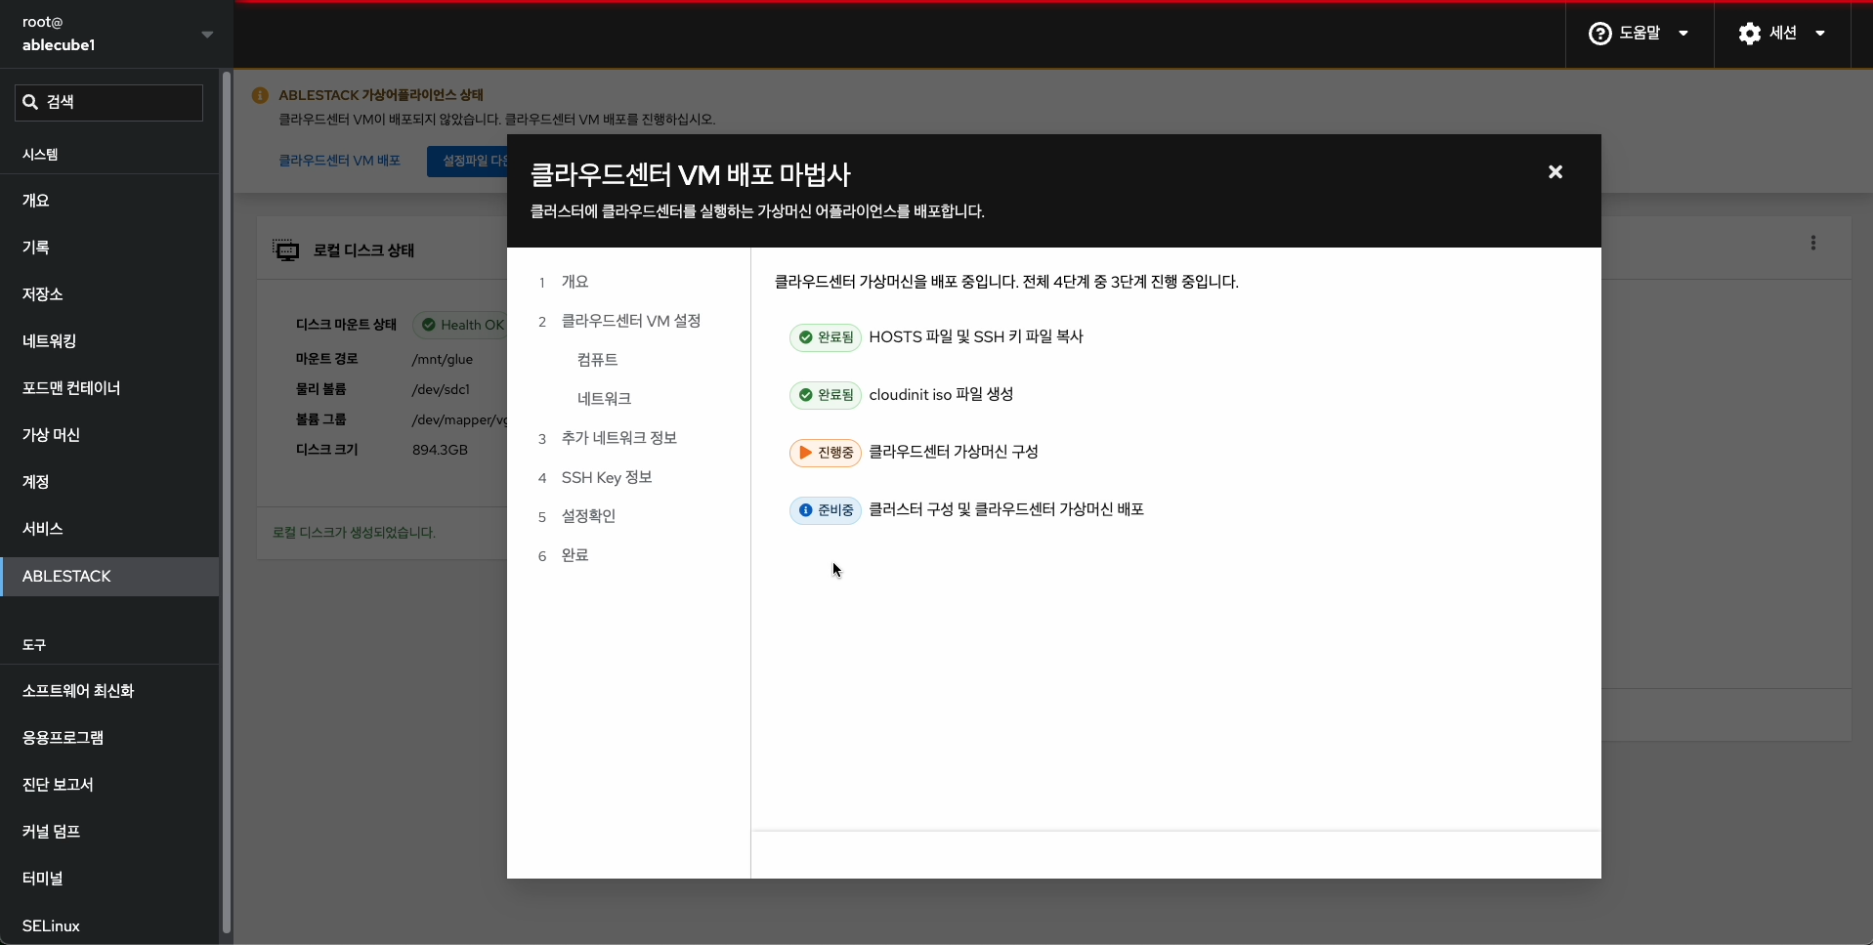 root@
ablecube1
도움말
세션
검색
시스템
개요
기록
저장소
네트워킹
포드맨 컨테이너
가상 머신
계정
서비스
ABLESTACK
도구
소프트웨어 최신화
응용프로그램
진단 보고서
커널 덤프
터미널
SELinux
ABLESTACK 가상어플라이언스 상태
클라우드센터 VM이 배포되지 않았습니다. 클라우드센터 VM 배포를 진행하십시오.
클라우드센터 VM 배포
설정파일
로컬 디스크 상태
디스크 마운트 상태 Health OK
마운트 경로 /mnt/glue
물리 볼륨 /dev/sdc1
볼륨 그룹 /dev/mapper/vg
디스크 크기 894.3GB
로컬 디스크가 생성되었습니다.
클라우드센터 VM 배포 마법사
클러스터에 클라우드센터를 실행하는 가상머신 어플라이언스를 배포합니다.
1 개요
2 클라우드센터 VM 설정
컴퓨트
네트워크
3 추가 네트워크 정보
4 SSH Key 정보
5 설정확인
6 완료
클라우드센터 가상머신을 배포 중입니다. 전체 4단계 중 3단계 진행 중입니다.
완료됨 HOSTS 파일 및 SSH 키 파일 복사
완료됨 cloudinit iso 파일 생성
진행중 클라우드센터 가상머신 구성
준비중 클러스터 구성 및 클라우드센터 가상머신 배포